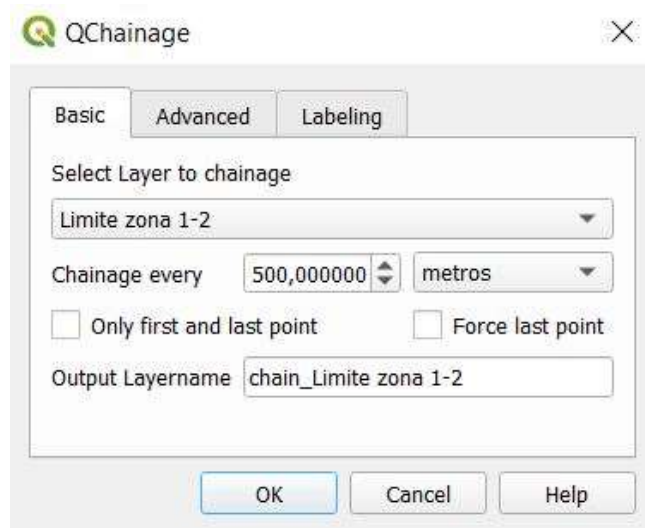 QChainage
Basic Advanced Labeling
Select Layer to chainage
Limite zona 1-2
Chainage every 500,000000 metros
Only first and last point Force last point
Output Layername chain_Limite zona 1-2
OK Cancel Help